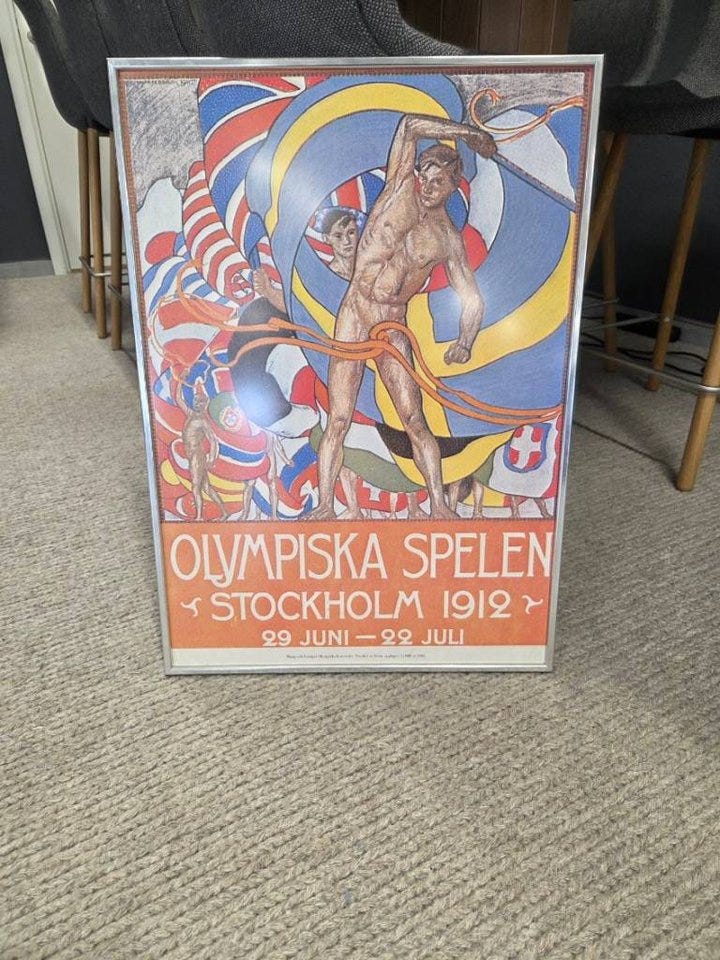 OLYMPISKA SPELEN
STOCKHOLM 1912
29 JUNI — 22 JULI